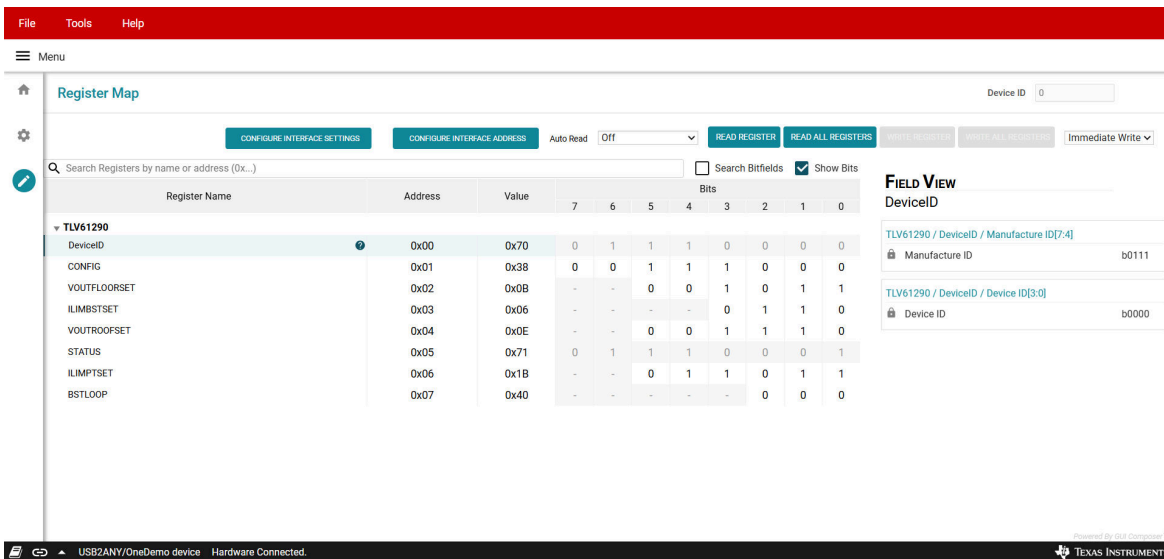 File Tools Help
Menu
Register Map Device ID 0
CONFIGURE INTERFACE SETTINGS CONFIGURE INTERFACE ADDRESS Auto Read Off READ REGISTER READ ALL REGISTERS WRITE REGISTER WRITE ALL REGISTERS Immediate Write
Search Registers by name or address (0x...) Search Bitfields Show Bits
Register Name Address Value Bits
7 6 5 4 3 2 1 0
TLV61290
DeviceID 0x00 0x70 0 1 1 1 0 0 0 0
CONFIG 0x01 0x38 0 0 1 1 1 0 0 0
VOUTFLOORSET 0x02 0x0B - - 0 0 1 0 1 1
ILIMBSTSET 0x03 0x06 - - - - 0 1 1 0
VOUTROOFSET 0x04 0x0E - - 0 0 1 1 1 0
STATUS 0x05 0x71 0 1 1 1 0 0 0 1
ILIMPTSET 0x06 0x1B - - 0 1 1 0 1 1
BSTLOOP 0x07 0x40 - - - - - 0 0 0
FIELD VIEW
DeviceID
TLV61290 / DeviceID / Manufacture ID[7:4]
Manufacture ID b0111
TLV61290 / DeviceID / Device ID[3:0]
Device ID b0000
Powered By GUI Composer
USB2ANY/OneDemo device Hardware Connected. TEXAS INSTRUMENT